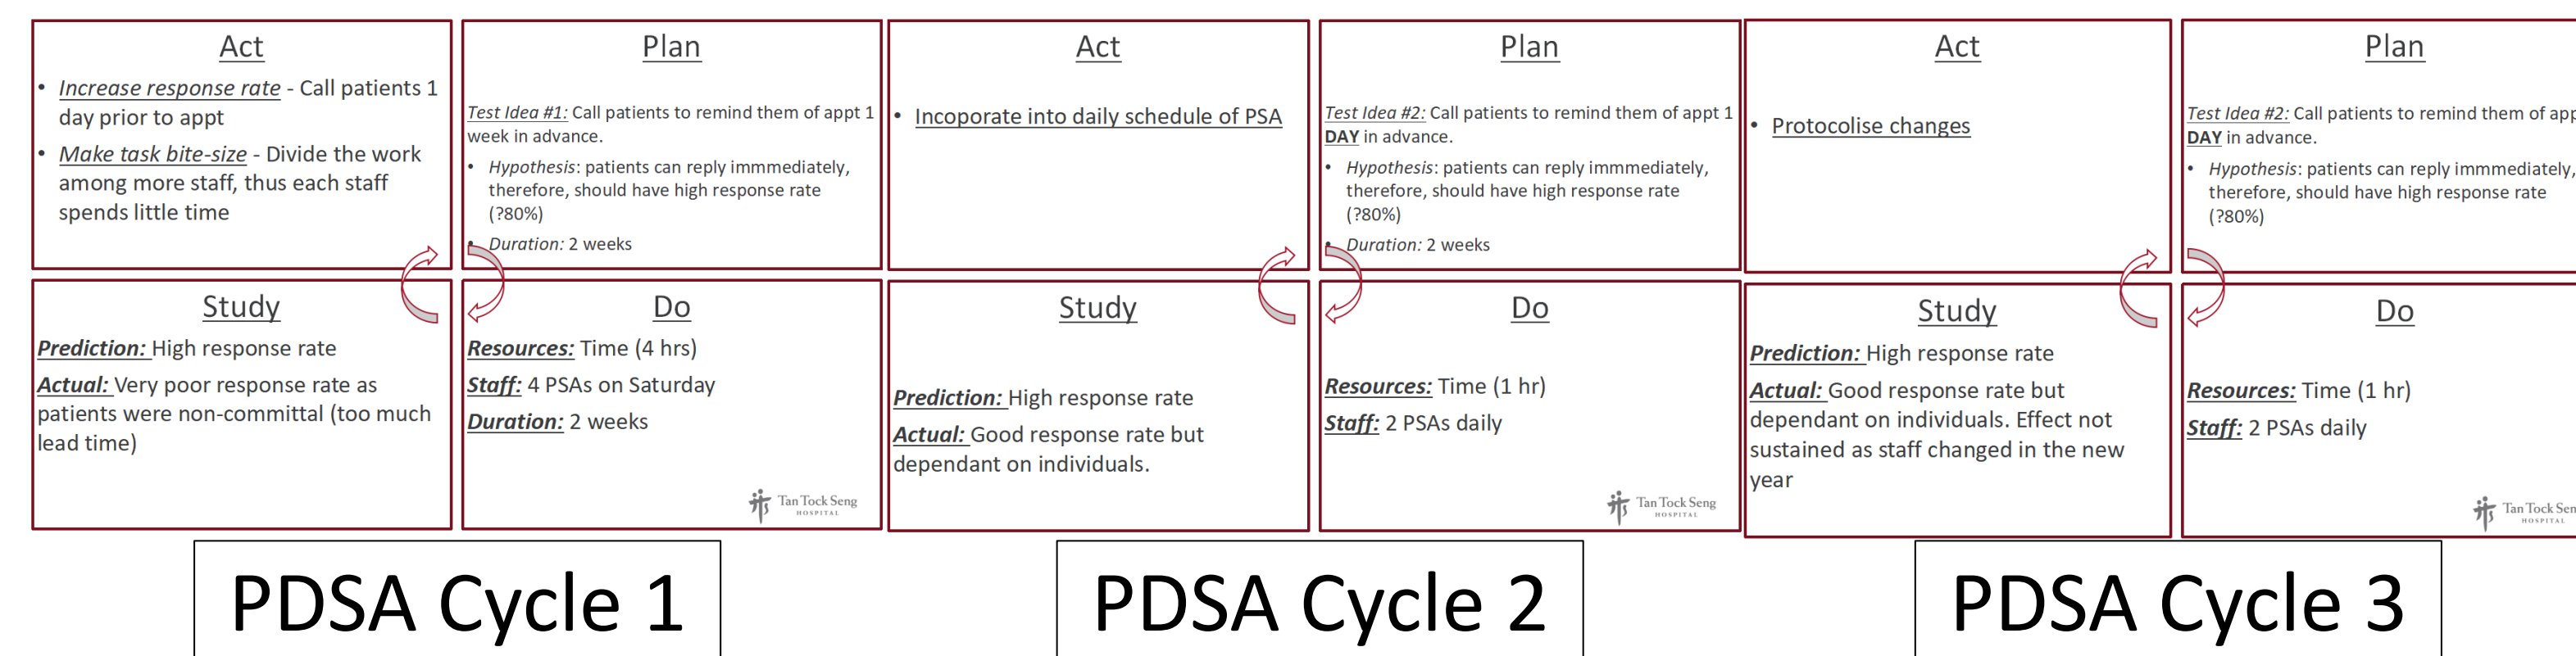 Act
• Increase response rate - Call patients 1
day prior to appt
• Make task bite-size - Divide the work
among more staff, thus each staff
spends little time
Plan
Test Idea #1: Call patients to remind them of appt 1
week in advance.
• Hypothesis: patients can reply immmediately,
therefore, should have high response rate
(?80%)
• Duration: 2 weeks
Study
Prediction: High response rate
Actual: Very poor response rate as
patients were non-committal (too much
lead time)
Do
Resources: Time (4 hrs)
Staff: 4 PSAs on Saturday
Duration: 2 weeks
Tan Tock Seng
HOSPITAL
PDSA Cycle 1
Act
• Incoporate into daily schedule of PSA
Plan
Test Idea #2: Call patients to remind them of appt 1
DAY in advance.
• Hypothesis: patients can reply immmediately,
therefore, should have high response rate
(?80%)
• Duration: 2 weeks
Study
Prediction: High response rate
Actual: Good response rate but
dependant on individuals.
Do
Resources: Time (1 hr)
Staff: 2 PSAs daily
Tan Tock Seng
HOSPITAL
PDSA Cycle 2
Act
• Protocolise changes
Plan
Test Idea #2: Call patients to remind them of app
DAY in advance.
• Hypothesis: patients can reply immmediately,
therefore, should have high response rate
(?80%)
Study
Prediction: High response rate
Actual: Good response rate but
dependant on individuals. Effect not
sustained as staff changed in the new
year
Do
Resources: Time (1 hr)
Staff: 2 PSAs daily
Tan Tock Sen
HOSPITAL
PDSA Cycle 3